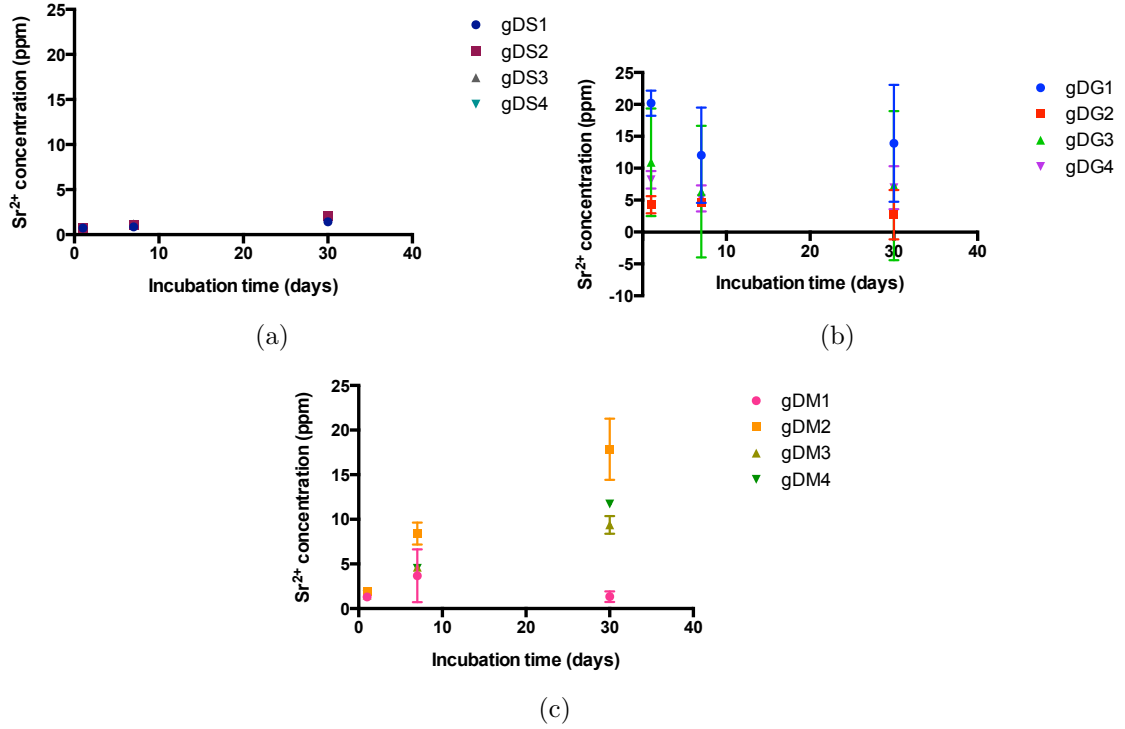 25
20
15
10
5
0
Sr2+ concentration (ppm)
0 10 20 30 40
Incubation time (days)
gDS1
gDS2
gDS3
gDS4
(a)
25
20
15
10
5
0
-5
-10
Sr2+ concentration (ppm)
10 20 30 40
Incubation time (days)
gDG1
gDG2
gDG3
gDG4
(b)
25
20
15
10
5
0
Sr2+ concentration (ppm)
0 10 20 30 40
Incubation time (days)
gDM1
gDM2
gDM3
gDM4
(c)